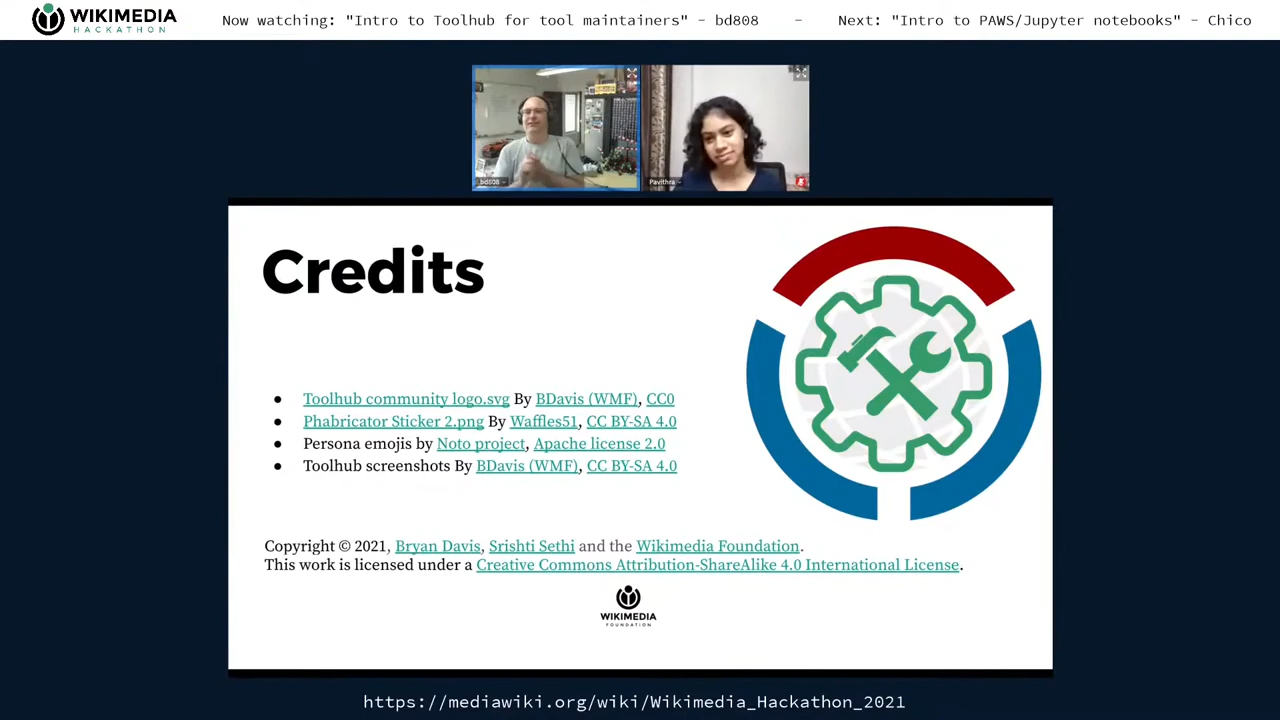 WIKIMEDIA
HACKATHON
Now watching: "Intro to Toolhub for tool maintainers" - bd808 - Next: "Intro to PAWS/Jupyter notebooks" - Chico
bd808
Pavithra
Credits
● Toolhub community logo.svg By BDavis (WMF), CC0
● Phabricator Sticker 2.png By Waffles51, CC BY-SA 4.0
● Persona emojis by Noto project, Apache license 2.0
● Toolhub screenshots By BDavis (WMF), CC BY-SA 4.0
Copyright © 2021, Bryan Davis, Srishti Sethi and the Wikimedia Foundation.
This work is licensed under a Creative Commons Attribution-ShareAlike 4.0 International License.
WIKIMEDIA
FOUNDATION
https://mediawiki.org/wiki/Wikimedia_Hackathon_2021